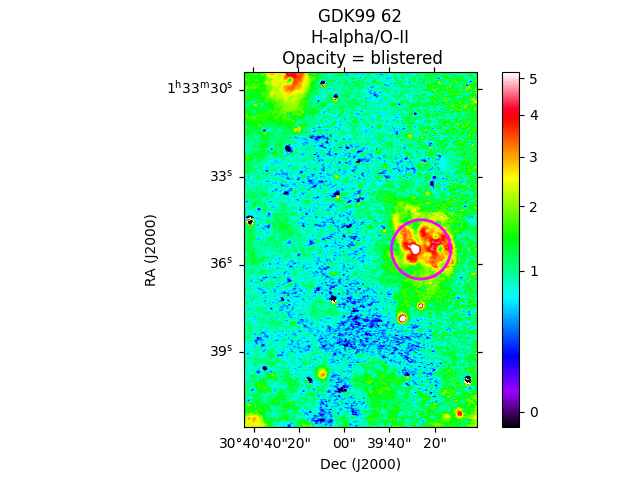 GDK99 62
H-alpha/O-II
Opacity = blistered
1ʰ33ᵐ30ˢ
33ˢ
36ˢ
39ˢ
RA (J2000)
30°40'40"20" 00" 39'40" 20"
Dec (J2000)
5
4
3
2
1
0